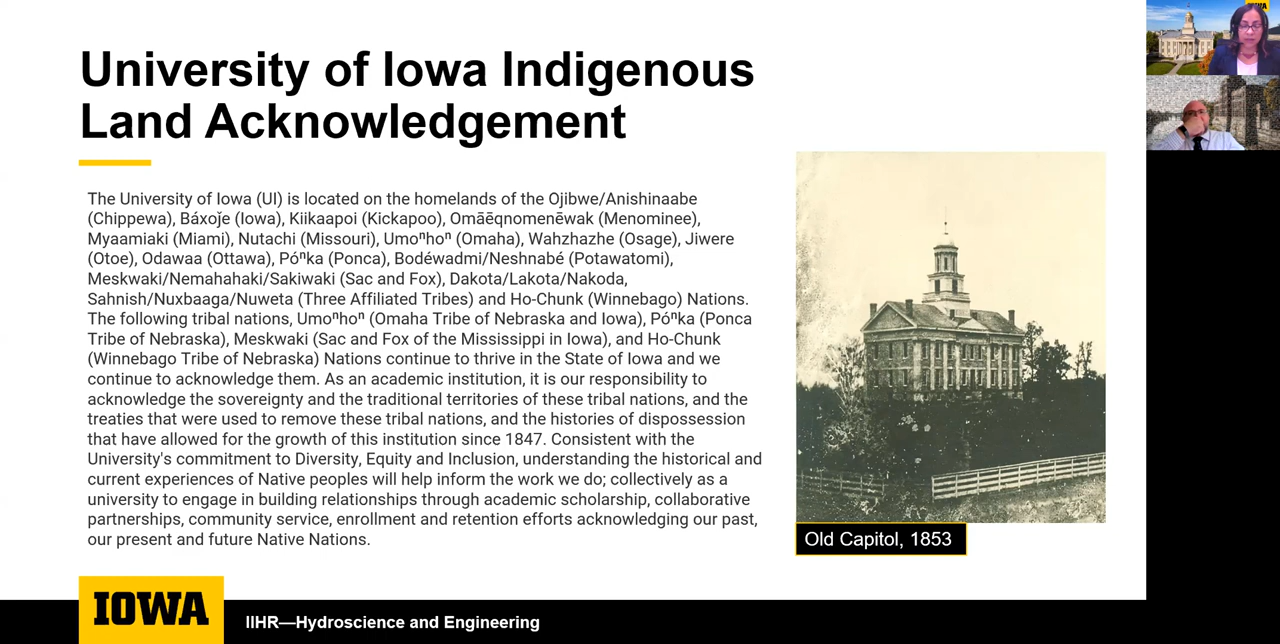 University of Iowa Indigenous
Land Acknowledgement
The University of Iowa (UI) is located on the homelands of the Ojibwe/Anishinaabe
(Chippewa), Báxoǰe (Iowa), Kiikaapoi (Kickapoo), Omāēqnomenēwak (Menominee),
Myaamiaki (Miami), Nutachi (Missouri), Umoⁿhoⁿ (Omaha), Wahzhazhe (Osage), Jiwere
(Otoe), Odawaa (Ottawa), Póⁿka (Ponca), Bodéwadmi/Neshnabé (Potawatomi),
Meskwaki/Nemahahaki/Sakiwaki (Sac and Fox), Dakota/Lakota/Nakoda,
Sahnish/Nuxbaaga/Nuweta (Three Affiliated Tribes) and Ho-Chunk (Winnebago) Nations.
The following tribal nations, Umoⁿhoⁿ (Omaha Tribe of Nebraska and Iowa), Póⁿka (Ponca
Tribe of Nebraska), Meskwaki (Sac and Fox of the Mississippi in Iowa), and Ho-Chunk
(Winnebago Tribe of Nebraska) Nations continue to thrive in the State of Iowa and we
continue to acknowledge them. As an academic institution, it is our responsibility to
acknowledge the sovereignty and the traditional territories of these tribal nations, and the
treaties that were used to remove these tribal nations, and the histories of dispossession
that have allowed for the growth of this institution since 1847. Consistent with the
University's commitment to Diversity, Equity and Inclusion, understanding the historical and
current experiences of Native peoples will help inform the work we do; collectively as a
university to engage in building relationships through academic scholarship, collaborative
partnerships, community service, enrollment and retention efforts acknowledging our past,
our present and future Native Nations.
Old Capitol, 1853
IOWA
IIHR—Hydroscience and Engineering